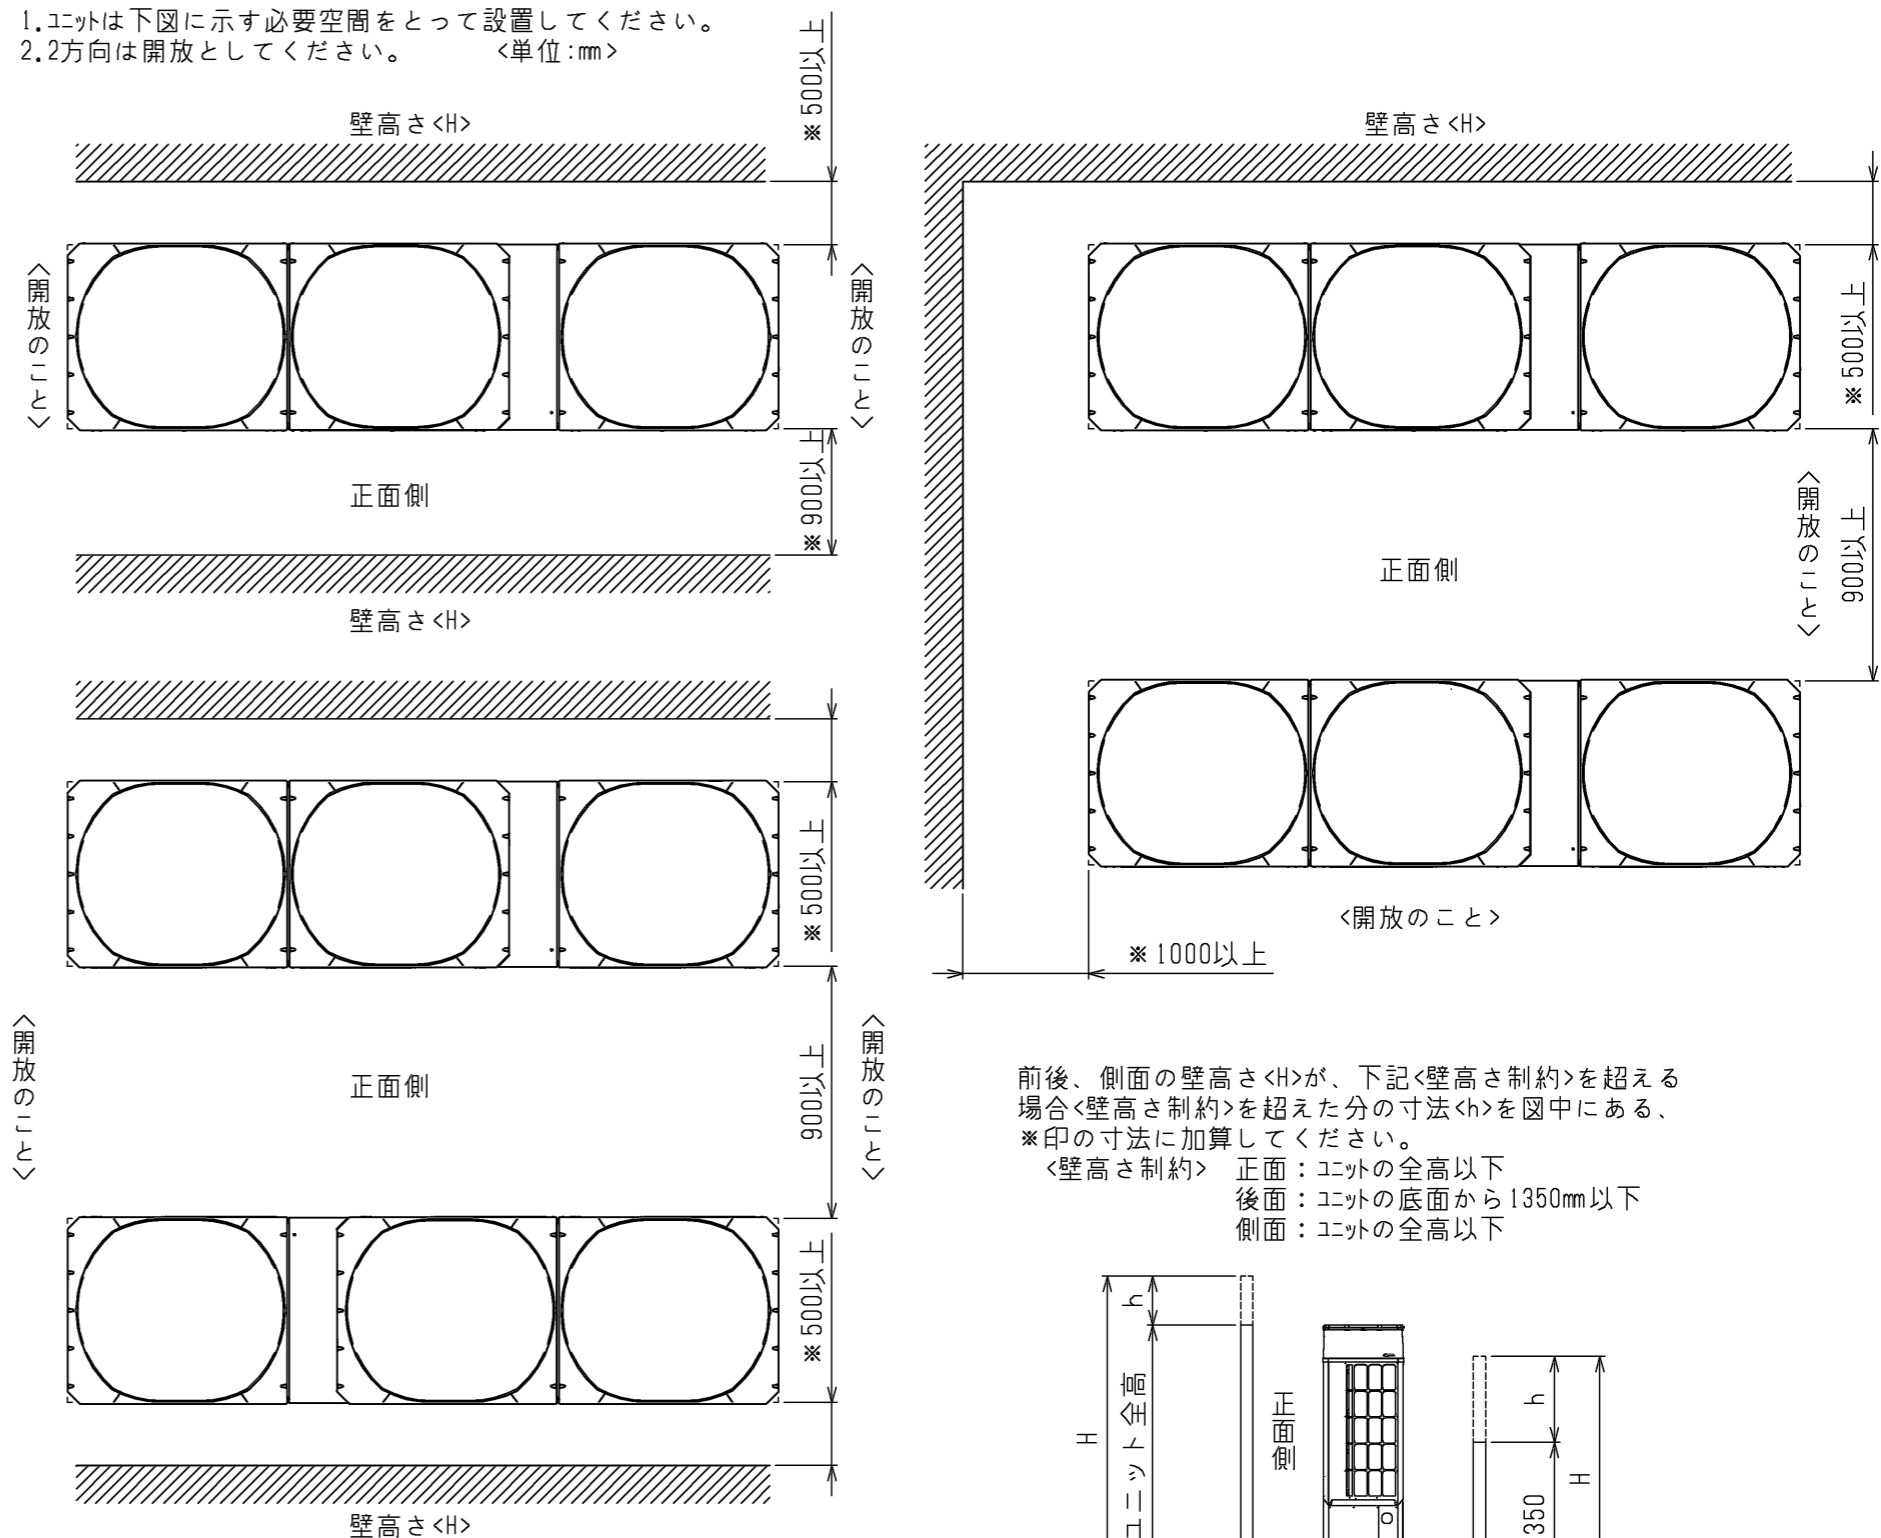 1.ユニットは下図に示す必要空間をとって設置してください。
2.2方向は開放としてください。 <単位:mm>
壁高さ<H>
※500以上
<開放のこと>
<開放のこと>
正面側
※900以上
壁高さ<H>
※500以上
<開放のこと>
正面側
900以上
<開放のこと>
※500以上
壁高さ<H>
壁高さ<H>
※500以上
正面側
<開放のこと>
900以上
<開放のこと>
※1000以上
前後、側面の壁高さ<H>が、下記<壁高さ制約>を超える
場合<壁高さ制約>を超えた分の寸法<h>を図中にある、
※印の寸法に加算してください。
<壁高さ制約> 正面：ユニットの全高以下
後面：ユニットの底面から1350mm以下
側面：ユニットの全高以下
H
h
ユニット全高
正面側
h
H
350